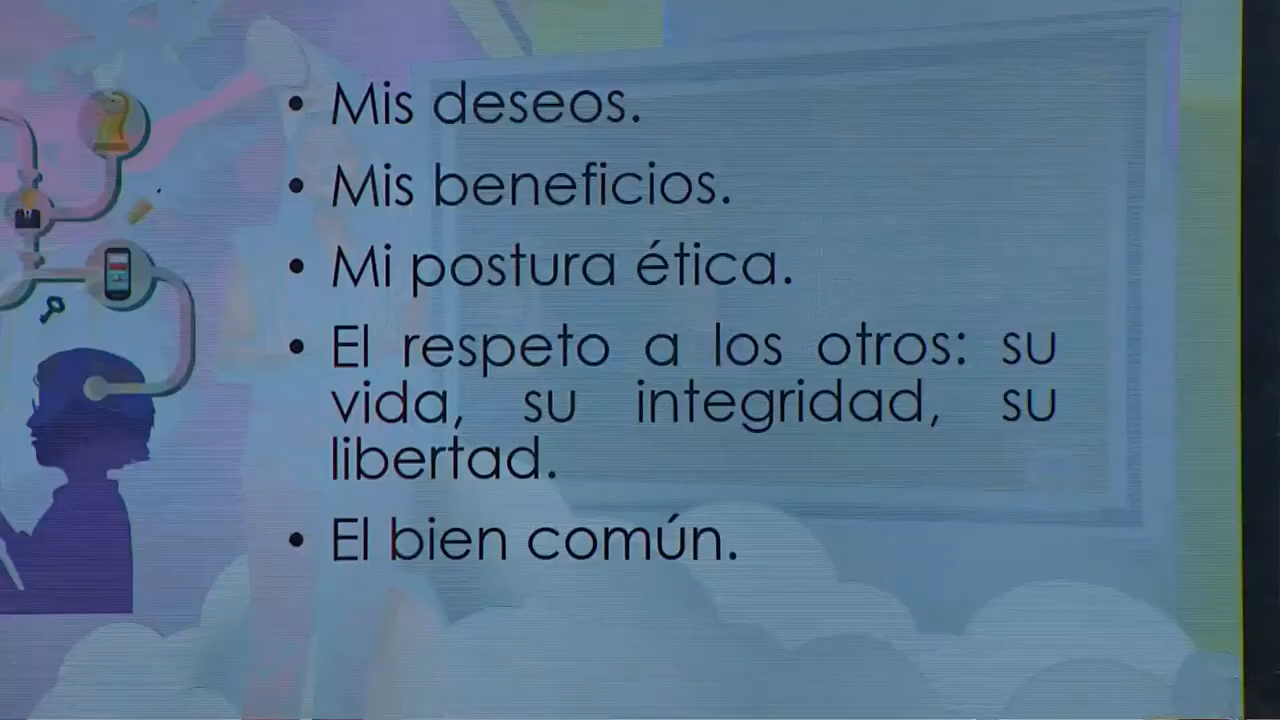 • Mis deseos.
• Mis beneficios.
• Mi postura ética.
• El respeto a los otros: su
vida, su integridad, su
libertad.
• El bien común.